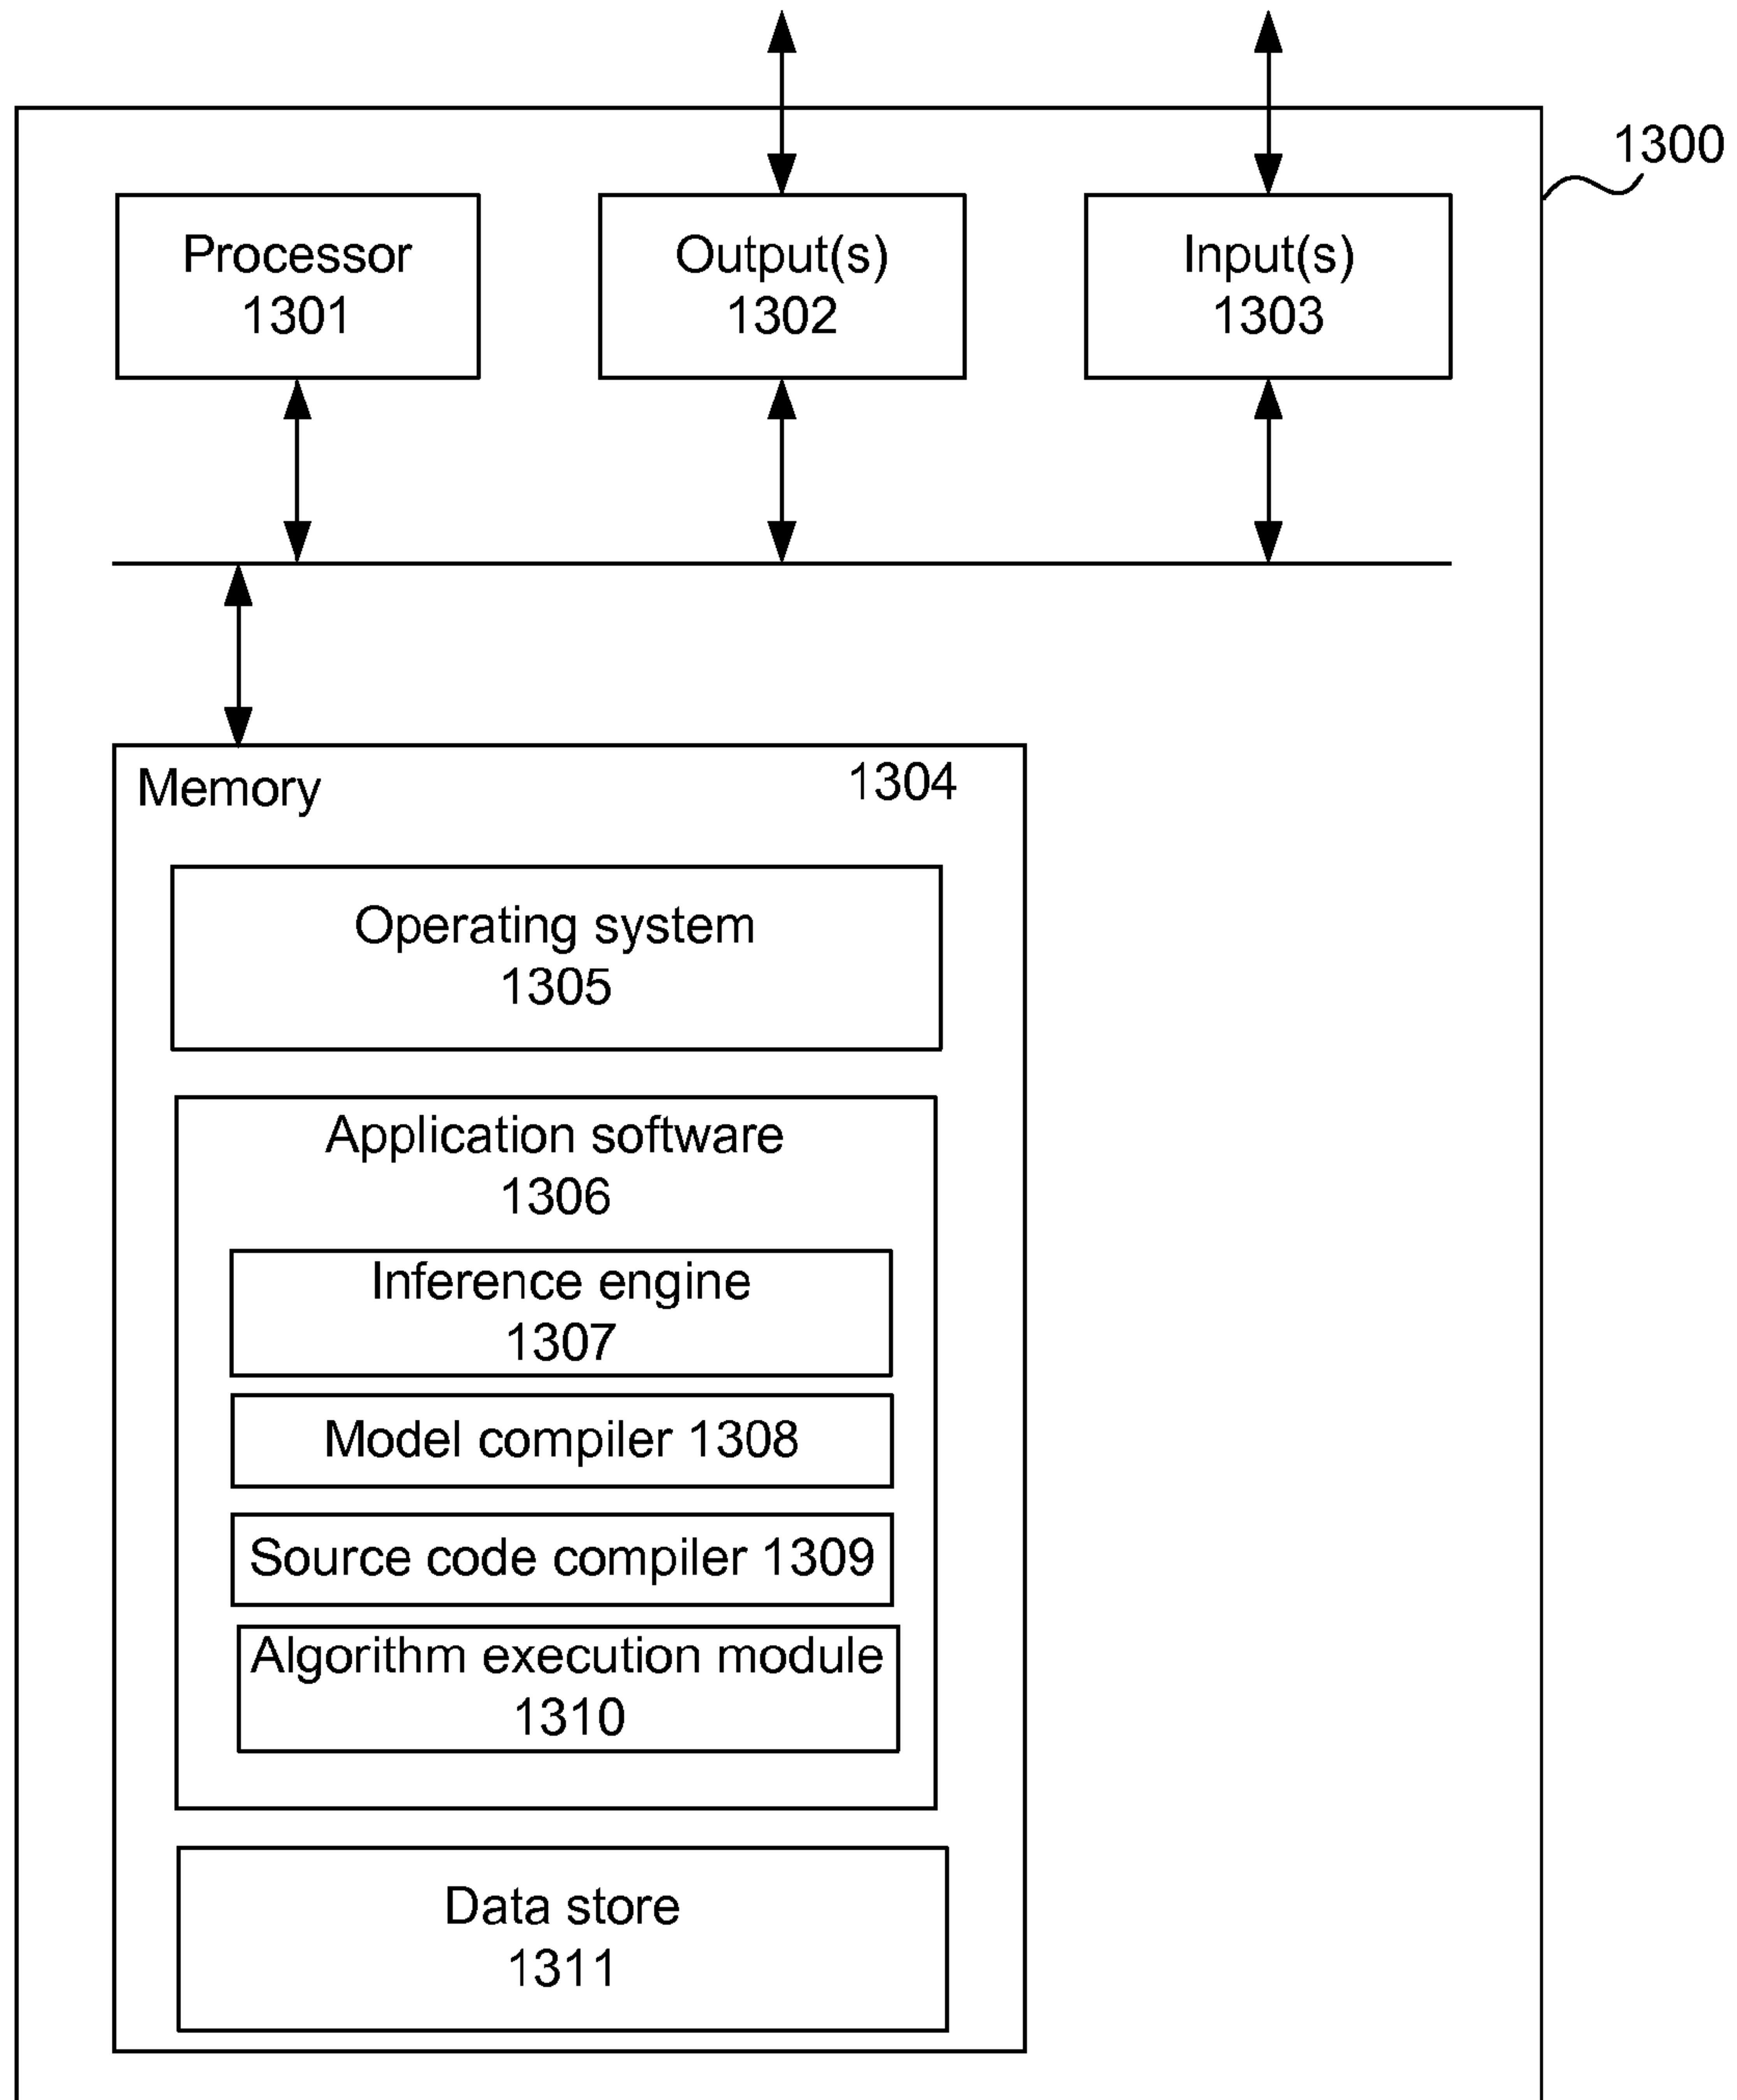 1300
Processor
1301
Output(s)
1302
Input(s)
1303
Memory
1304
Operating system
1305
Application software
1306
Inference engine
1307
Model compiler 1308
Source code compiler 1309
Algorithm execution module
1310
Data store
1311